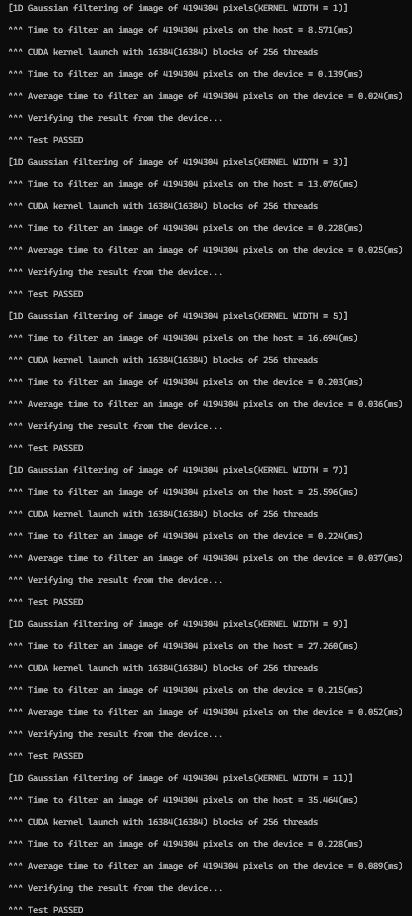 [1D Gaussian filtering of image of 4194304 pixels(KERNEL WIDTH = 1)]
^^^ Time to filter an image of 4194304 pixels on the host = 8.571(ms)
^^^ CUDA kernel launch with 16384(16384) blocks of 256 threads
^^^ Time to filter an image of 4194304 pixels on the device = 0.139(ms)
^^^ Average time to filter an image of 4194304 pixels on the device = 0.024(ms)
^^^ Verifying the result from the device...
^^^ Test PASSED
[1D Gaussian filtering of image of 4194304 pixels(KERNEL WIDTH = 3)]
^^^ Time to filter an image of 4194304 pixels on the host = 13.076(ms)
^^^ CUDA kernel launch with 16384(16384) blocks of 256 threads
^^^ Time to filter an image of 4194304 pixels on the device = 0.228(ms)
^^^ Average time to filter an image of 4194304 pixels on the device = 0.025(ms)
^^^ Verifying the result from the device...
^^^ Test PASSED
[1D Gaussian filtering of image of 4194304 pixels(KERNEL WIDTH = 5)]
^^^ Time to filter an image of 4194304 pixels on the host = 16.694(ms)
^^^ CUDA kernel launch with 16384(16384) blocks of 256 threads
^^^ Time to filter an image of 4194304 pixels on the device = 0.203(ms)
^^^ Average time to filter an image of 4194304 pixels on the device = 0.036(ms)
^^^ Verifying the result from the device...
^^^ Test PASSED
[1D Gaussian filtering of image of 4194304 pixels(KERNEL WIDTH = 7)]
^^^ Time to filter an image of 4194304 pixels on the host = 25.596(ms)
^^^ CUDA kernel launch with 16384(16384) blocks of 256 threads
^^^ Time to filter an image of 4194304 pixels on the device = 0.224(ms)
^^^ Average time to filter an image of 4194304 pixels on the device = 0.037(ms)
^^^ Verifying the result from the device...
^^^ Test PASSED
[1D Gaussian filtering of image of 4194304 pixels(KERNEL WIDTH = 9)]
^^^ Time to filter an image of 4194304 pixels on the host = 27.260(ms)
^^^ CUDA kernel launch with 16384(16384) blocks of 256 threads
^^^ Time to filter an image of 4194304 pixels on the device = 0.215(ms)
^^^ Average time to filter an image of 4194304 pixels on the device = 0.052(ms)
^^^ Verifying the result from the device...
^^^ Test PASSED
[1D Gaussian filtering of image of 4194304 pixels(KERNEL WIDTH = 11)]
^^^ Time to filter an image of 4194304 pixels on the host = 35.464(ms)
^^^ CUDA kernel launch with 16384(16384) blocks of 256 threads
^^^ Time to filter an image of 4194304 pixels on the device = 0.228(ms)
^^^ Average time to filter an image of 4194304 pixels on the device = 0.089(ms)
^^^ Verifying the result from the device...
^^^ Test PASSED